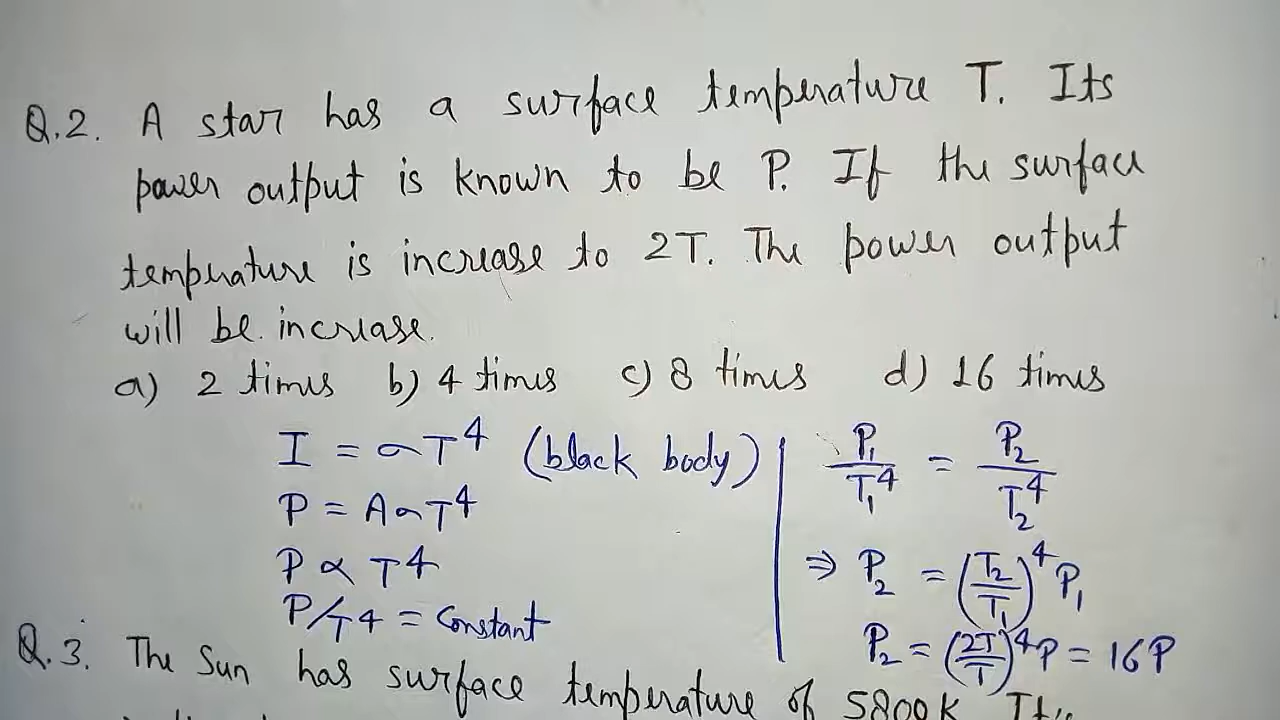 Q.2. A star has a surface temperature T. Its
power output is known to be P. If the surface
temperature is increase to 2T. The power output
will be increase.
a) 2 times b) 4 times c) 8 times d) 16 times
I = σT⁴ (black body)
P = AσT⁴
P ∝ T⁴
P/T⁴ = Constant
P₁/T₁⁴ = P₂/T₂⁴
⇒ P₂ = (T₂/T₁)⁴ P₁
P₂ = (2T/T)⁴ P = 16P
Q.3. The Sun has surface temperature of 5800K. Its